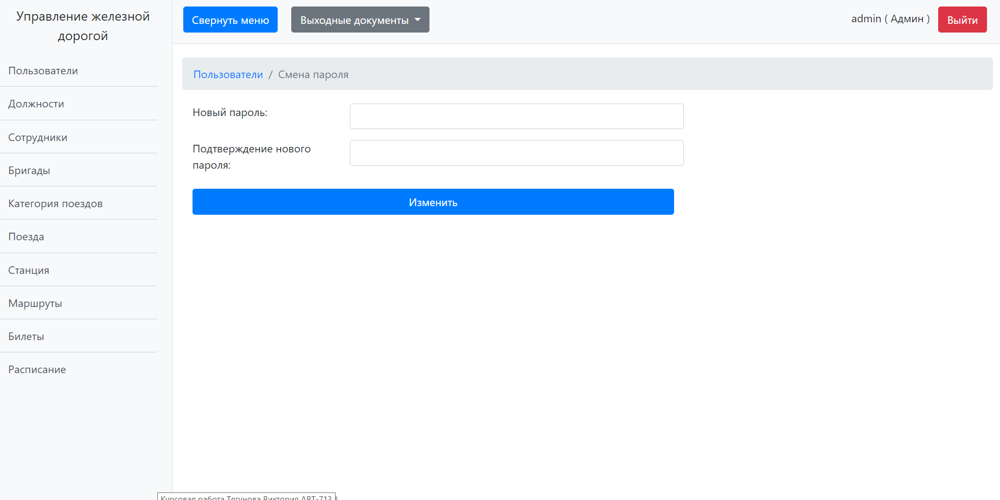 Управление железной
дорогой
Свернуть меню
Выходные документы
admin ( Админ )
Выйти
Пользователи
Должности
Сотрудники
Бригады
Категория поездов
Поезда
Станция
Маршруты
Билеты
Расписание
Пользователи / Смена пароля
Новый пароль:
Подтверждение нового
пароля:
Изменить
Курсовая работа Тягунова Виктория АВТ-713